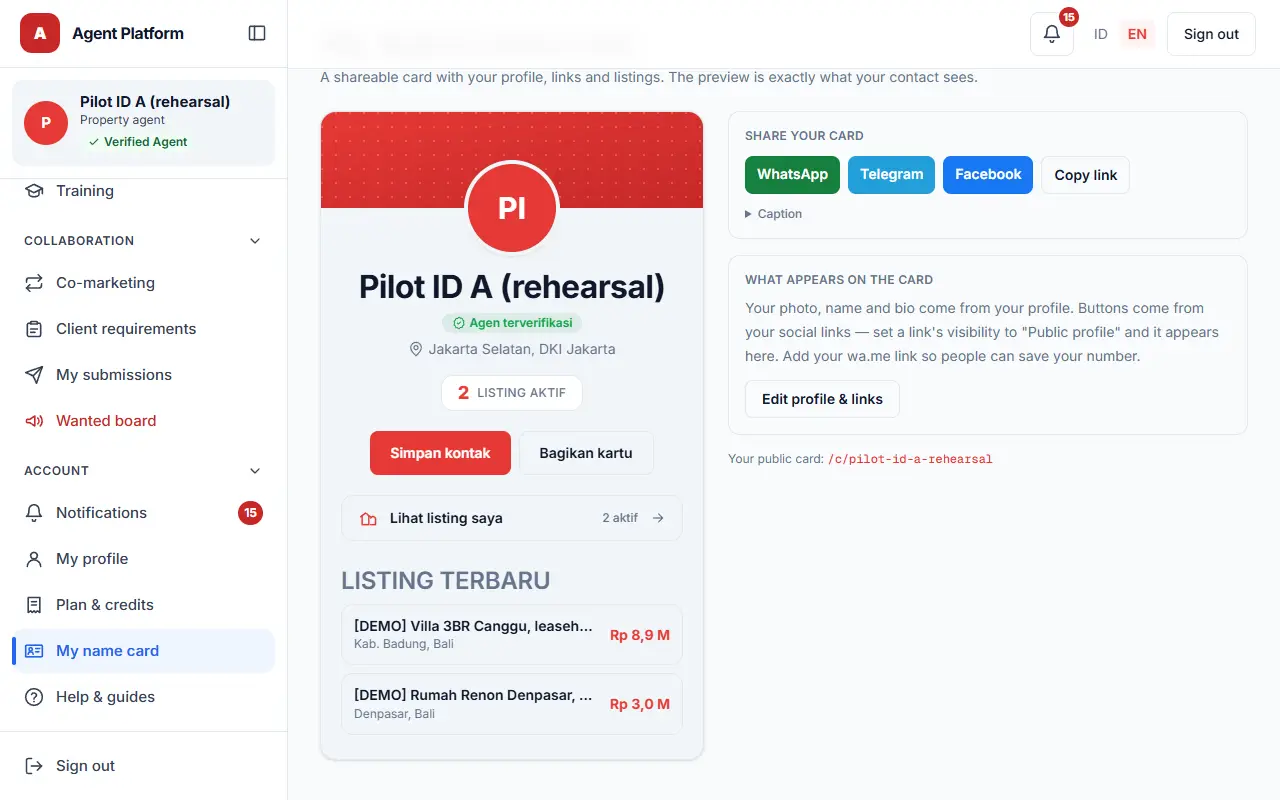 A
Agent Platform
15
ID
EN
Sign out
P
Pilot ID A (rehearsal)
Property agent
Verified Agent
Training
COLLABORATION
Co-marketing
Client requirements
My submissions
Wanted board
ACCOUNT
Notifications
15
My profile
Plan & credits
My name card
Help & guides
Sign out
A shareable card with your profile, links and listings. The preview is exactly what your contact sees.
PI
Pilot ID A (rehearsal)
Agen terverifikasi
Jakarta Selatan, DKI Jakarta
2 LISTING AKTIF
Simpan kontak
Bagikan kartu
Lihat listing saya
2 aktif
LISTING TERBARU
[DEMO] Villa 3BR Canggu, leaseh...
Kab. Badung, Bali
Rp 8,9 M
[DEMO] Rumah Renon Denpasar, ...
Denpasar, Bali
Rp 3,0 M
SHARE YOUR CARD
WhatsApp
Telegram
Facebook
Copy link
Caption
WHAT APPEARS ON THE CARD
Your photo, name and bio come from your profile. Buttons come from
your social links — set a link's visibility to "Public profile" and it appears
here. Add your wa.me link so people can save your number.
Edit profile & links
Your public card: /c/pilot-id-a-rehearsal